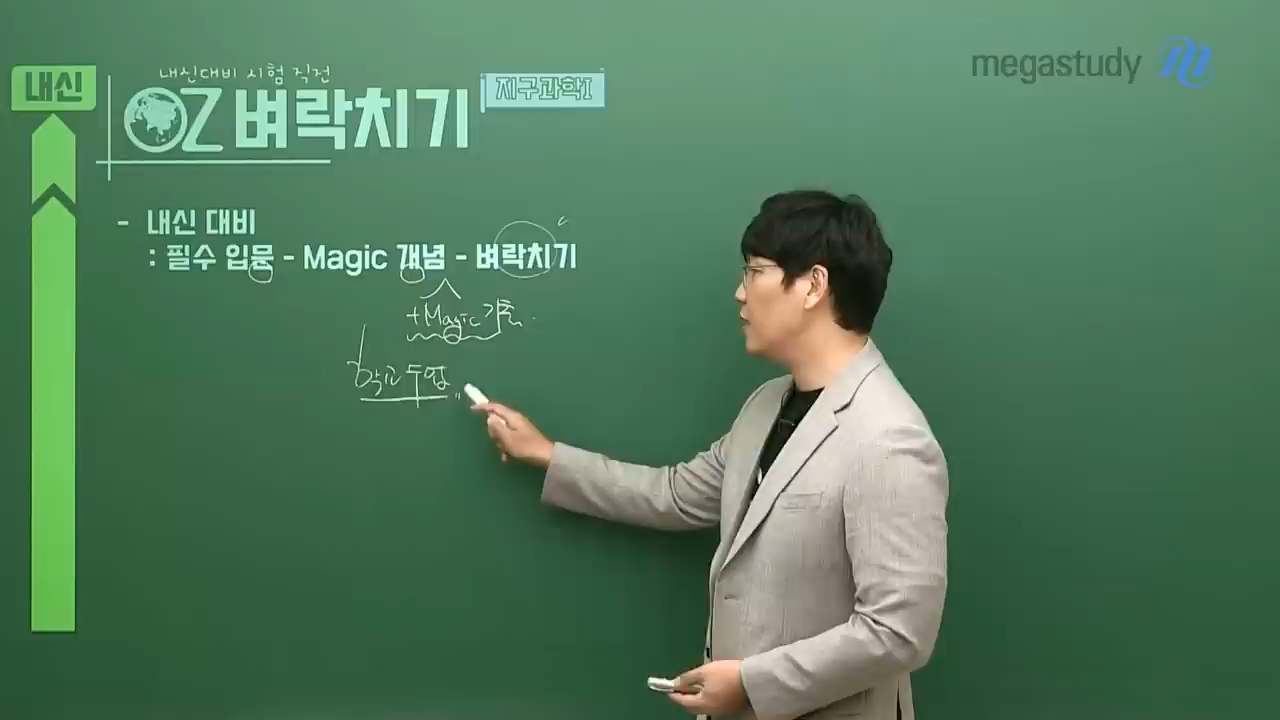 megastudy
내신
내신대비 시험 직전
OZ 벼락치기
지구과학I
- 내신 대비
: 필수 입문 - Magic 개념 - 벼락치기
+Magic 기출
학교 수업